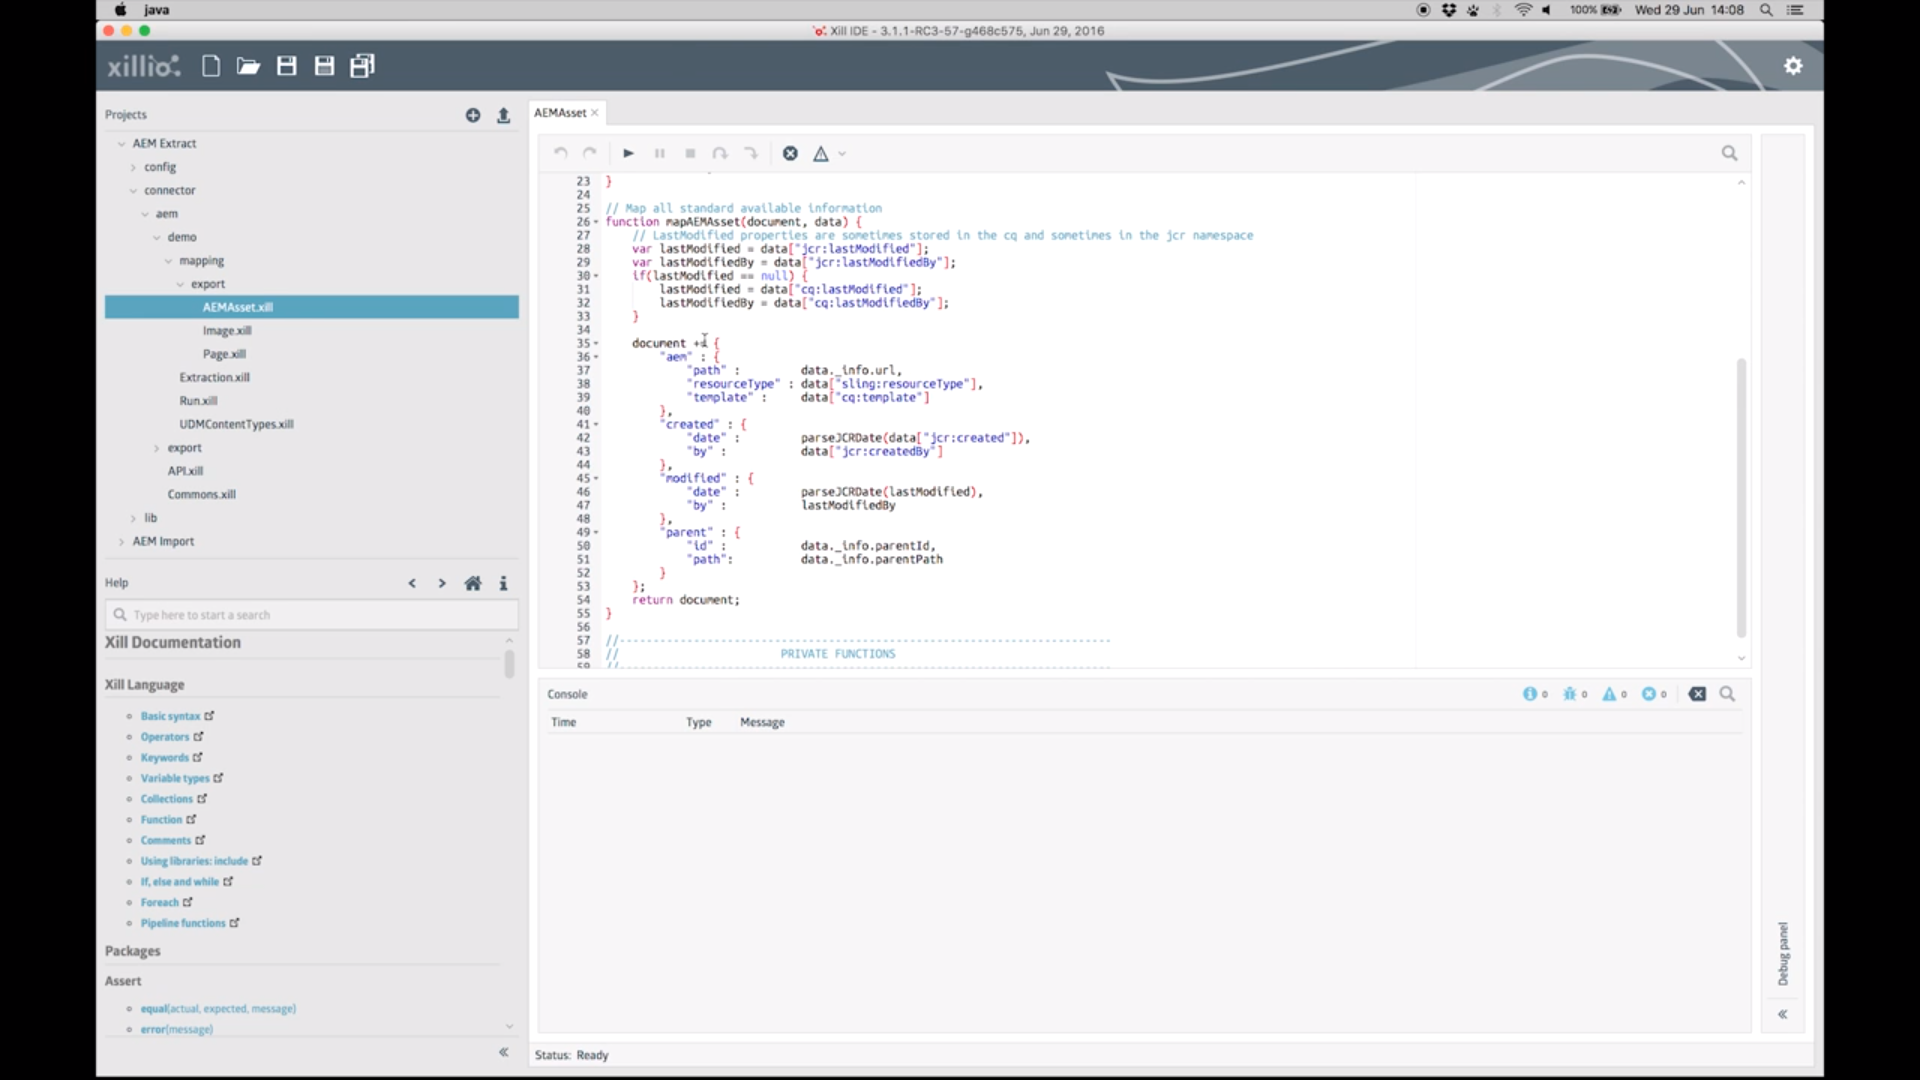 java
100%
Wed 29 Jun 14:08
Xill IDE - 3.1.1-RC3-57-g468c575, Jun 29, 2016
xillio
Projects
AEM Extract
config
connector
aem
demo
mapping
export
AEMAsset.xill
Image.xill
Page.xill
Extraction.xill
Run.xill
UDMContentTypes.xill
export
API.xill
Commons.xill
lib
AEM Import
Help
Type here to start a search
Xill Documentation
Xill Language
Basic syntax
Operators
Keywords
Variable types
Collections
Function
Comments
Using libraries: include
If, else and while
Foreach
Pipeline functions
Packages
Assert
equal(actual, expected, message)
error(message)
AEMAsset
23 }
24
25 // Map all standard available information
26 function mapAEMAsset(document, data) {
27 // LastModified properties are sometimes stored in the cq and sometimes in the jcr namespace
28 var lastModified = data["jcr:lastModified"];
29 var lastModifiedBy = data["jcr:lastModifiedBy"];
30 if(lastModified == null) {
31 lastModified = data["cq:lastModified"];
32 lastModifiedBy = data["cq:lastModifiedBy"];
33 }
34
35 document += {
36 "aem" : {
37 "path" : data._info.url,
38 "resourceType" : data["sling:resourceType"],
39 "template" : data["cq:template"]
40 },
41 "created" : {
42 "date" : parseJCRDate(data["jcr:created"]),
43 "by" : data["jcr:createdBy"]
44 },
45 "modified" : {
46 "date" : parseJCRDate(lastModified),
47 "by" : lastModifiedBy
48 },
49 "parent" : {
50 "id" : data._info.parentId,
51 "path": data._info.parentPath
52 }
53 };
54 return document;
55 }
56
57 //-------------------------------------------------------------------------
58 // PRIVATE FUNCTIONS
59 //-------------------------------------------------------------------------
Console
0 0 0 0
Time Type Message
Debug panel
Status: Ready